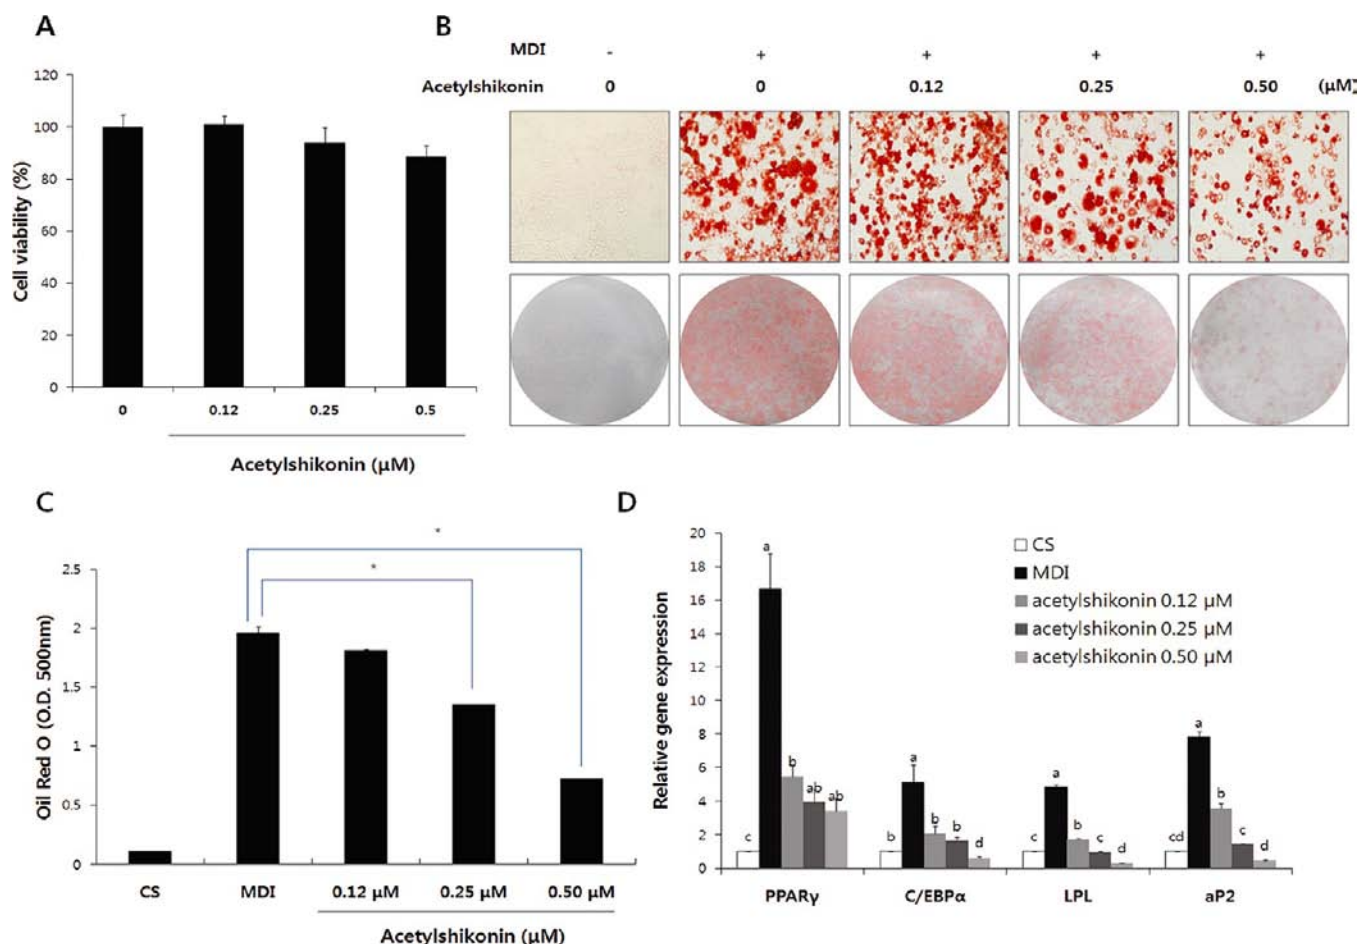 A
120
100
80
60
40
20
0
Cell viability (%)
0 0.12 0.25 0.5
Acetylshikonin (μM)
B
MDI - + + + +
Acetylshikonin 0 0 0.12 0.25 0.50 (μM)
C
* 
*
2.5
2
1.5
1
0.5
0
Oil Red O (O.D. 500nm)
CS MDI 0.12 μM 0.25 μM 0.50 μM
Acetylshikonin (μM)
D
20
18
16
14
12
10
8
6
4
2
0
Relative gene expression
CS
MDI
acetylshikonin 0.12 μM
acetylshikonin 0.25 μM
acetylshikonin 0.50 μM
c a b ab ab
b a b b d
c a b c d
cd a b c d
PPARγ C/EBPα LPL aP2